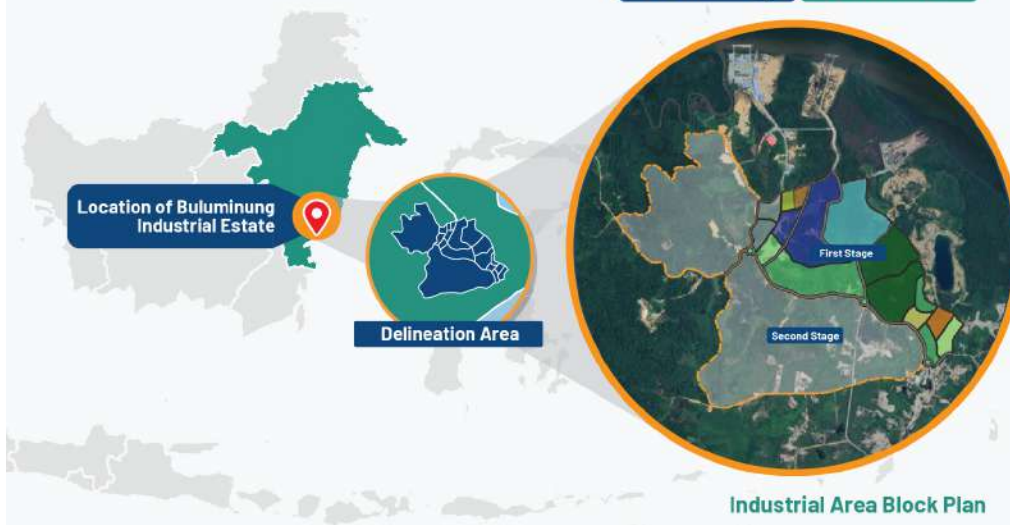 Location of Buluminung
Industrial Estate
Delineation Area
First Stage
Second Stage
Industrial Area Block Plan